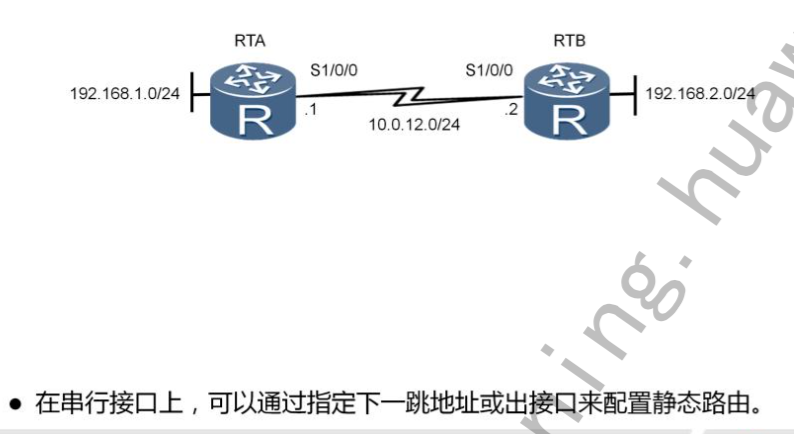 RTA
RTB
S1/0/0
S1/0/0
192.168.1.0/24
192.168.2.0/24
R
R
.1
.2
10.0.12.0/24
ning. huaw
● 在串行接口上，可以通过指定下一跳地址或出接口来配置静态路由。